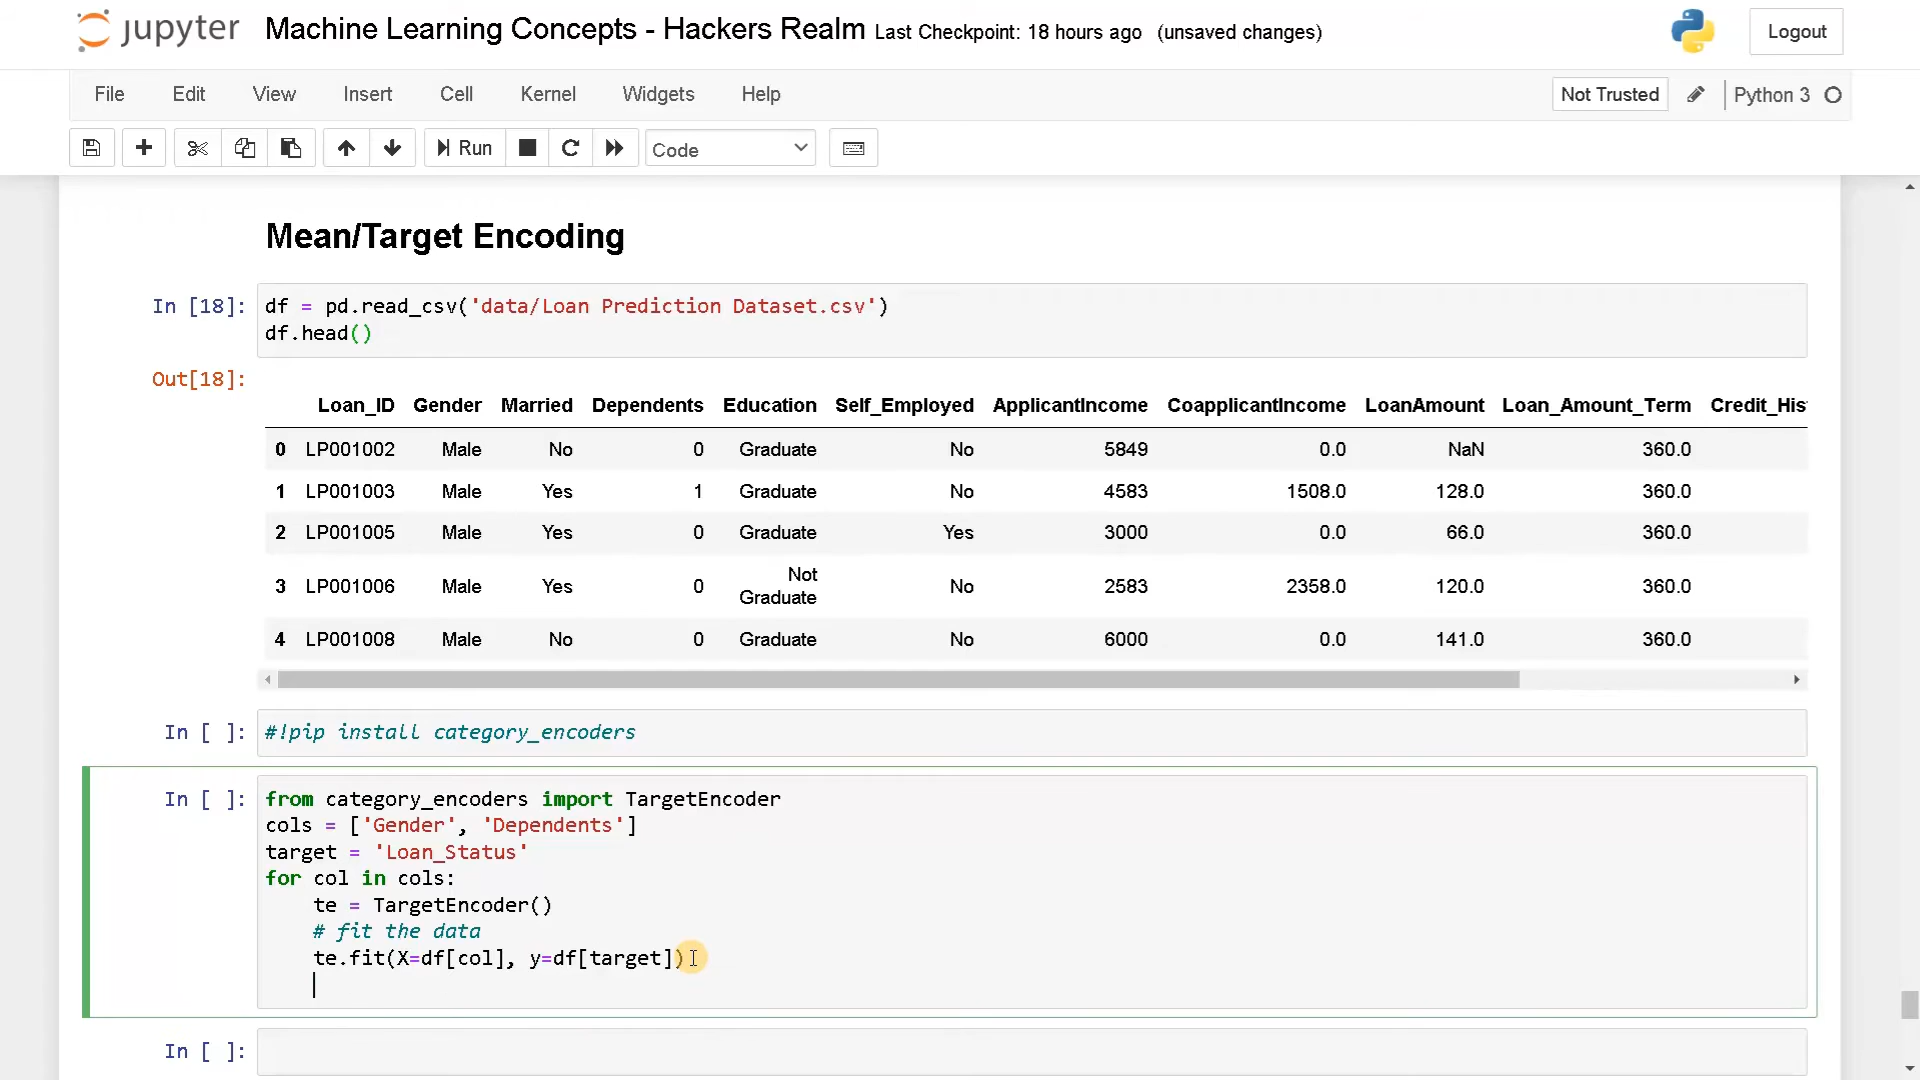 jupyter Machine Learning Concepts - Hackers Realm Last Checkpoint: 18 hours ago (unsaved changes) Logout
File Edit View Insert Cell Kernel Widgets Help Not Trusted Python 3
Run Code
Mean/Target Encoding
In [18]: df = pd.read_csv('data/Loan Prediction Dataset.csv')
df.head()
Out[18]:
Loan_ID Gender Married Dependents Education Self_Employed ApplicantIncome CoapplicantIncome LoanAmount Loan_Amount_Term Credit_His
0 LP001002 Male No 0 Graduate No 5849 0.0 NaN 360.0
1 LP001003 Male Yes 1 Graduate No 4583 1508.0 128.0 360.0
2 LP001005 Male Yes 0 Graduate Yes 3000 0.0 66.0 360.0
3 LP001006 Male Yes 0 Not Graduate No 2583 2358.0 120.0 360.0
4 LP001008 Male No 0 Graduate No 6000 0.0 141.0 360.0
In [ ]: #!pip install category_encoders
In [ ]: from category_encoders import TargetEncoder
cols = ['Gender', 'Dependents']
target = 'Loan_Status'
for col in cols:
te = TargetEncoder()
# fit the data
te.fit(X=df[col], y=df[target])
In [ ]: